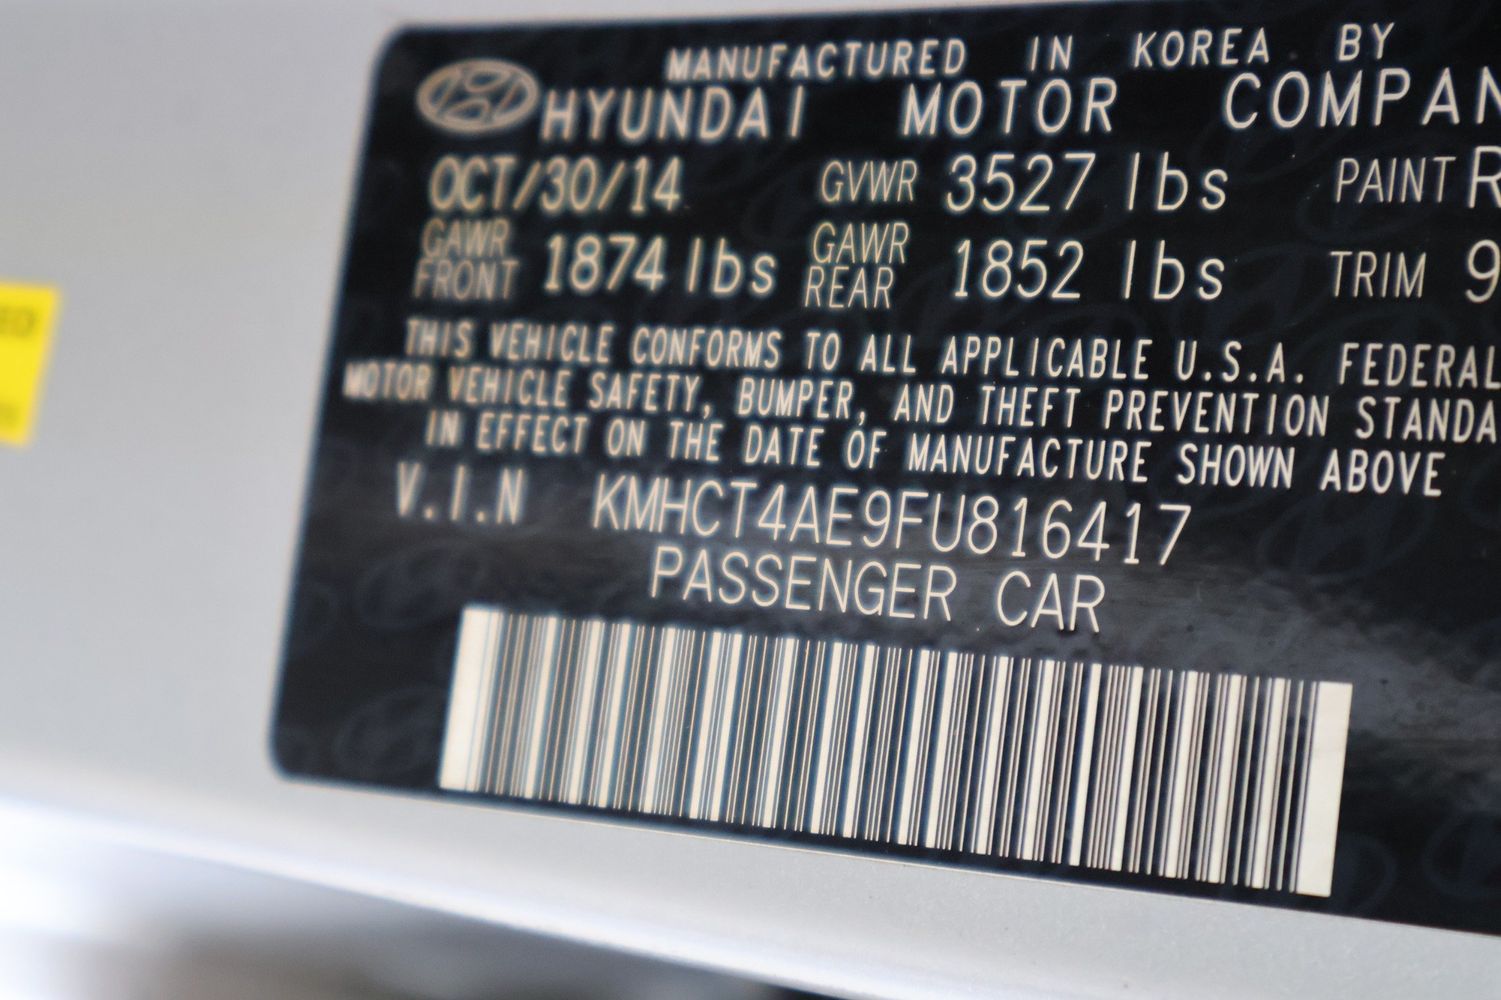 MANUFACTURED IN KOREA BY
HYUNDAI MOTOR COMPAN
OCT/30/14 GVWR 3527 lbs PAINT R
GAWR FRONT 1874 lbs GAWR REAR 1852 lbs TRIM 9
THIS VEHICLE CONFORMS TO ALL APPLICABLE U.S.A. FEDERAL
MOTOR VEHICLE SAFETY, BUMPER, AND THEFT PREVENTION STANDA
IN EFFECT ON THE DATE OF MANUFACTURE SHOWN ABOVE
V.I.N KMHCT4AE9FU816417
PASSENGER CAR